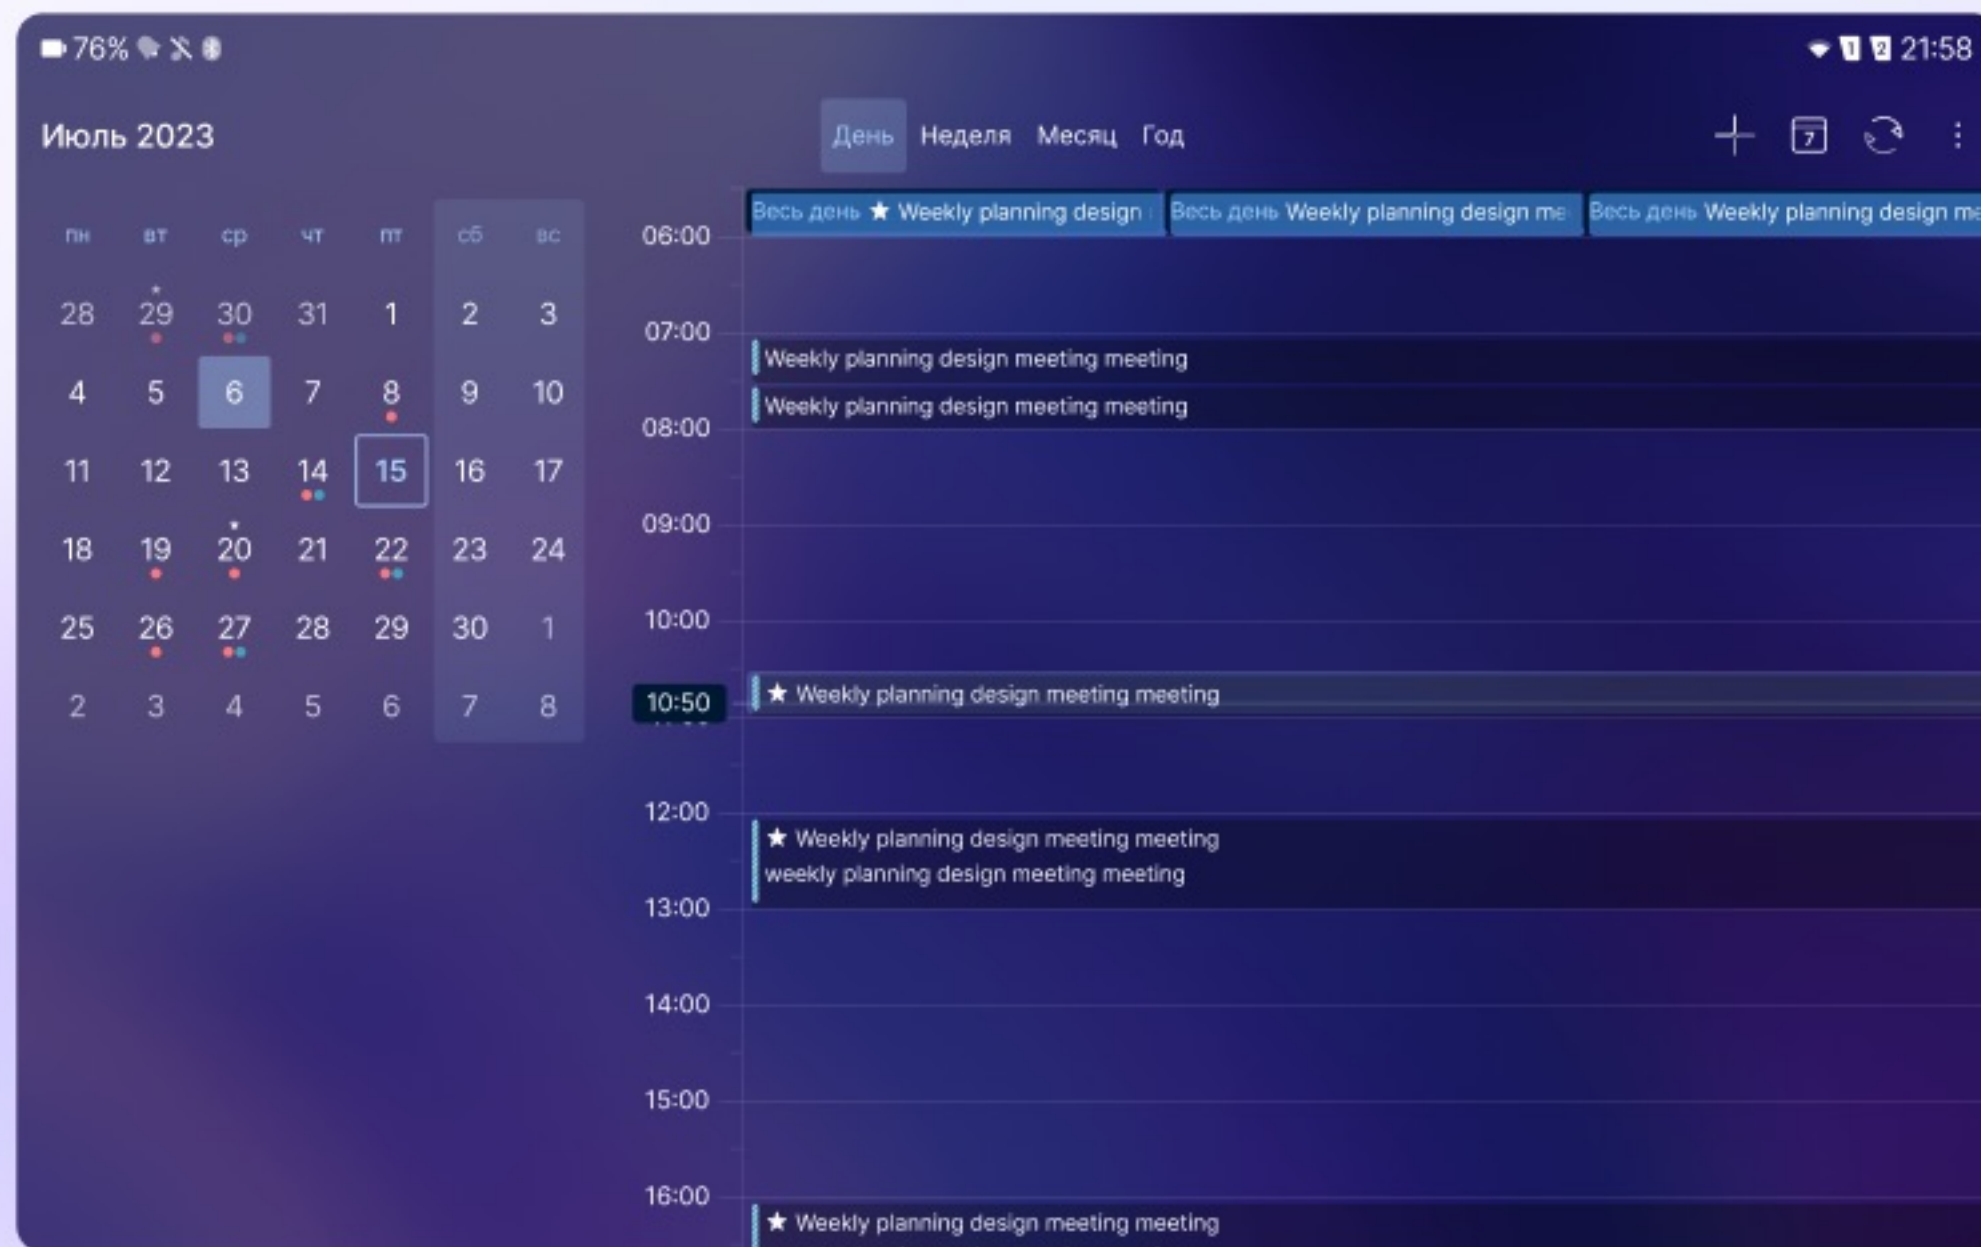 76%
1 2 21:58
Июль 2023
День Неделя Месяц Год
7
пн вт ср чт пт сб вс
28 29 30 31 1 2 3
4 5 6 7 8 9 10
11 12 13 14 15 16 17
18 19 20 21 22 23 24
25 26 27 28 29 30 1
2 3 4 5 6 7 8
Весь день ★ Weekly planning design
Весь день Weekly planning design me
Весь день Weekly planning design me
06:00
07:00
Weekly planning design meeting meeting
Weekly planning design meeting meeting
08:00
09:00
10:00
10:50
★ Weekly planning design meeting meeting
12:00
★ Weekly planning design meeting meeting
weekly planning design meeting meeting
13:00
14:00
15:00
16:00
★ Weekly planning design meeting meeting